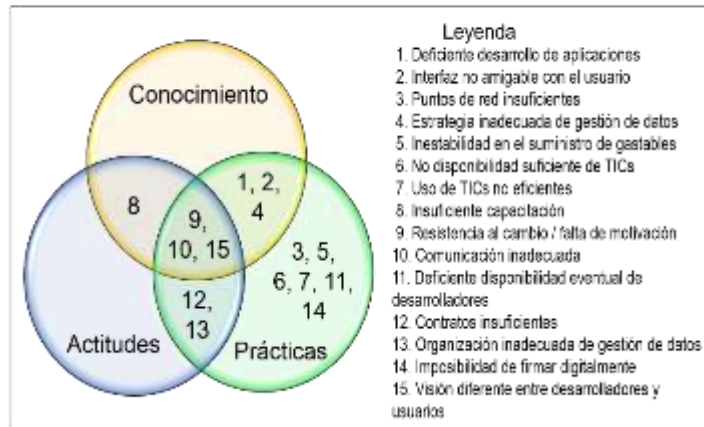 Conocimiento
8
1, 2,
4
9,
10, 15
3, 5,
6, 7, 11,
14
12,
13
Actitudes
Prácticas
Leyenda
1. Deficiente desarrollo de aplicaciones
2. Interfaz no amigable con el usuario
3. Puntos de red insuficientes
4. Estrategia inadecuada de gestión de datos
5. Inestabilidad en el suministro de gastables
6. No disponibilidad suficiente de TICs
7. Uso de TICs no eficientes
8. Insuficiente capacitación
9. Resistencia al cambio / falta de motivación
10. Comunicación inadecuada
11. Deficiente disponibilidad eventual de
desarrolladores
12. Contratos insuficientes
13. Organización inadecuada de gestión de datos
14. Imposibilidad de firmar digitalmente
15. Visión diferente entre desarrolladores y
usuarios